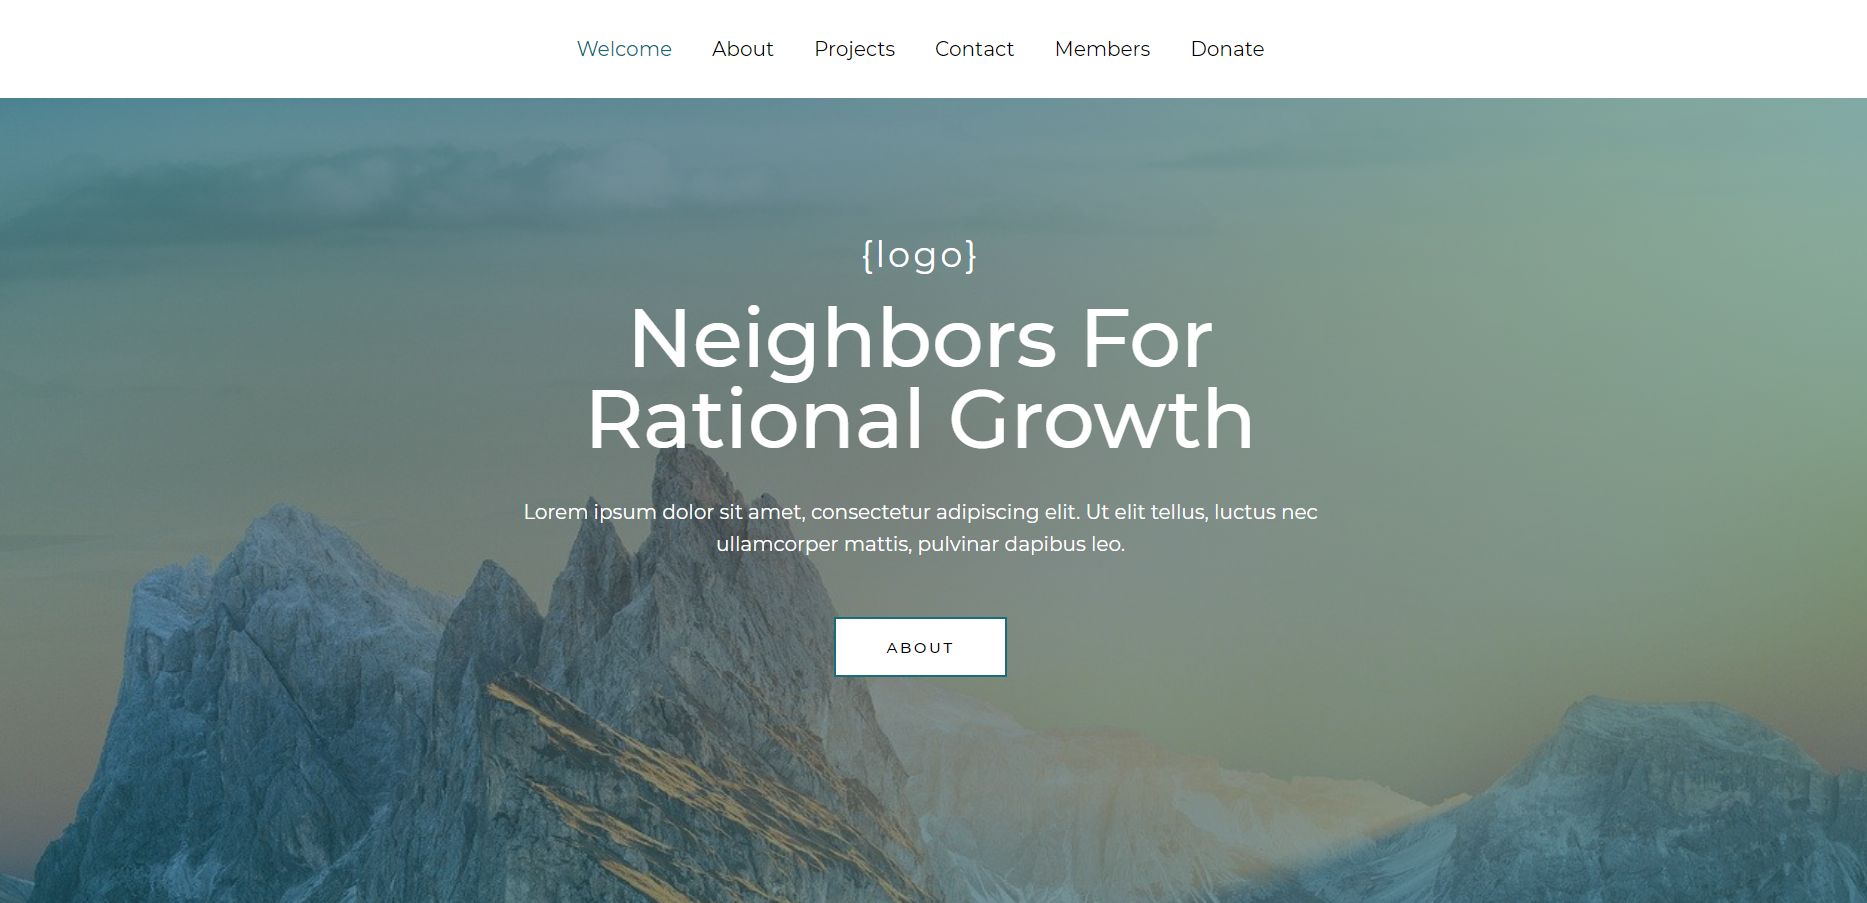 Welcome About Projects Contact Members Donate
{logo}
Neighbors For
Rational Growth
Lorem ipsum dolor sit amet, consectetur adipiscing elit. Ut elit tellus, luctus nec
ullamcorper mattis, pulvinar dapibus leo.
ABOUT